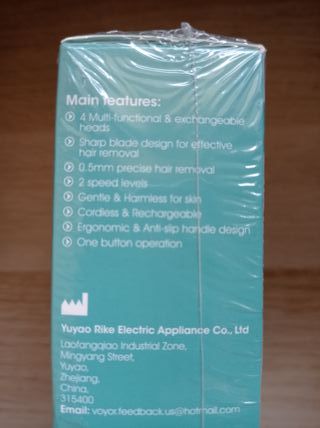 Main features:
4 Multi-functional & exchangeable
heads
Sharp blade design for effective
hair removal
0.5mm precise hair removal
2 speed levels
Gentle & Harmless for skin
Cordless & Rechargeable
Ergonomic & Anti-slip handle design
One button operation
Yuyao Rike Electric Appliance Co., Ltd
Laofangqiao Industrial Zone,
Mingyang Street,
Yuyao,
Zhejiang,
China.
315400
Email: voyor.feedback.us@hotmail.com